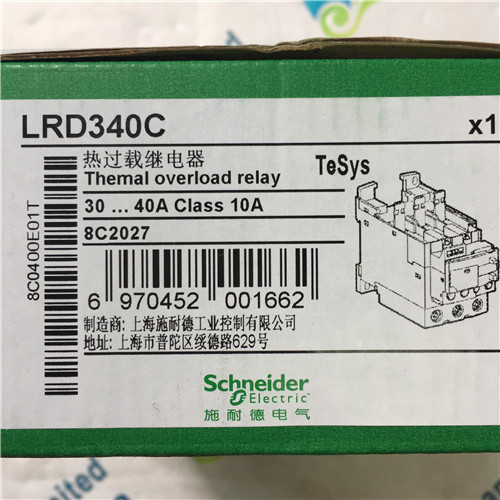 LRD340C x1
热过载继电器 TeSys
Themal overload relay
30 ... 40A Class 10A
8C2027
8C0400E01T
6 970452 001662
制造商: 上海施耐德工业控制有限公司
地址: 上海市普陀区绥德路629号
Schneider
Electric
施耐德电气